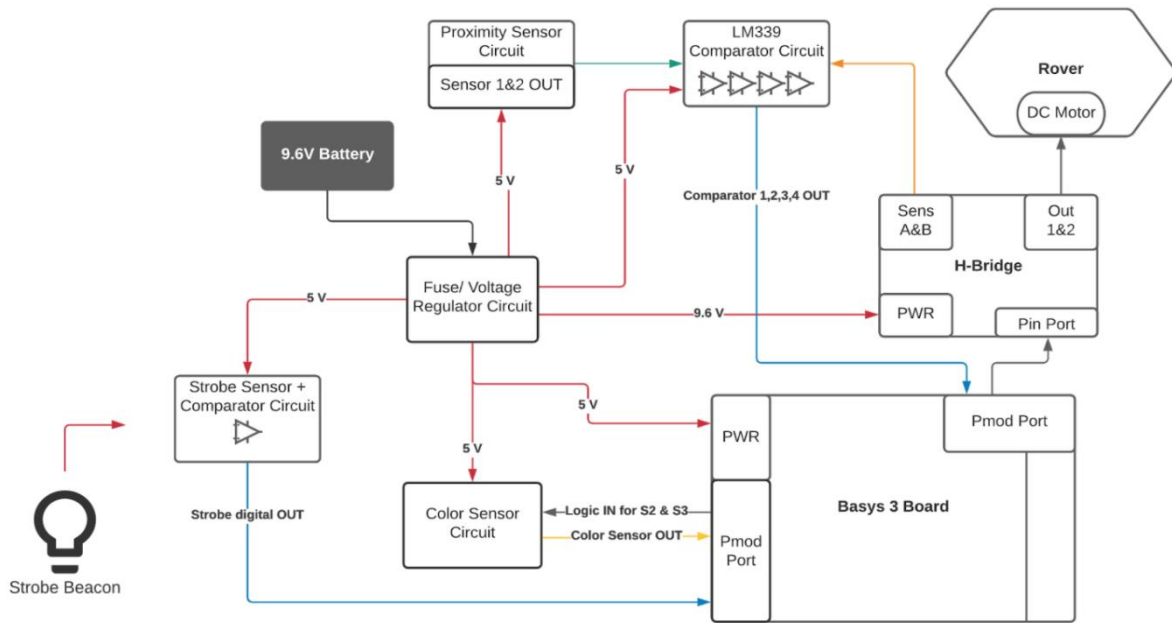 Proximity Sensor
Circuit
Sensor 1&2 OUT
LM339
Comparator Circuit
Rover
DC Motor
9.6V Battery
5 V
5 V
Comparator 1,2,3,4 OUT
Sens
A&B
Out
1&2
H-Bridge
PWR
Pin Port
Fuse/ Voltage
Regulator Circuit
5 V
9.6 V
Strobe Sensor +
Comparator Circuit
5 V
5 V
PWR
Pmod Port
Basys 3 Board
Color Sensor
Circuit
Logic IN for S2 & S3
Color Sensor OUT
Pmod
Port
Strobe digital OUT
Strobe Beacon